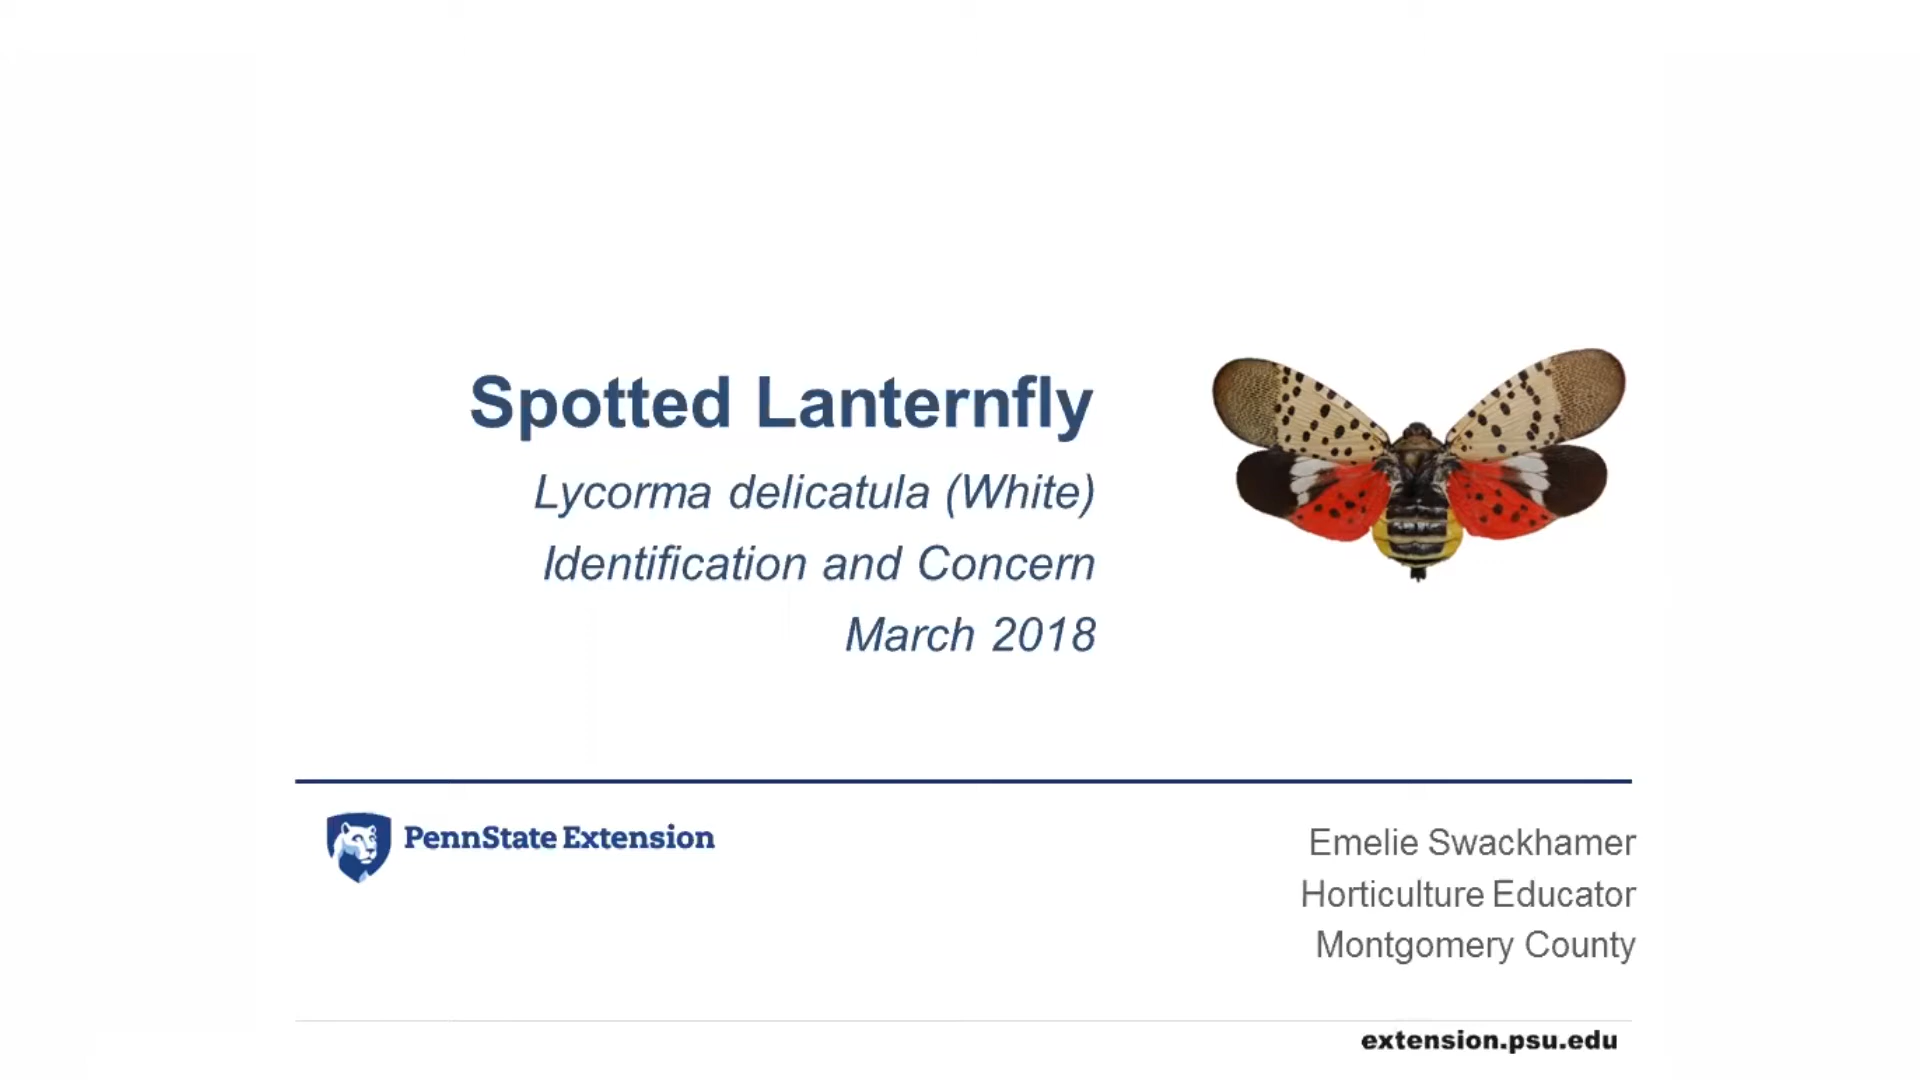 Spotted Lanternfly
Lycorma delicatula (White)
Identification and Concern
March 2018
PennState Extension
Emelie Swackhamer
Horticulture Educator
Montgomery County
extension.psu.edu